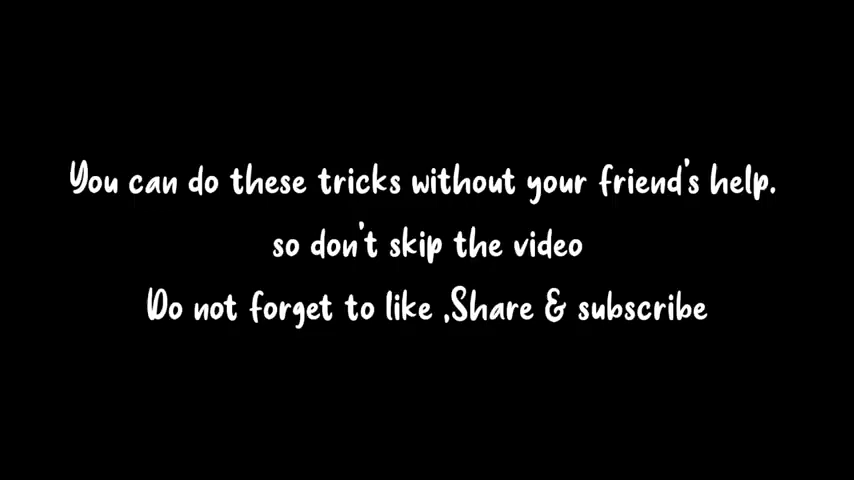 You can do these tricks without your friend's help.
so don't skip the video
Do not forget to like ,Share & subscribe